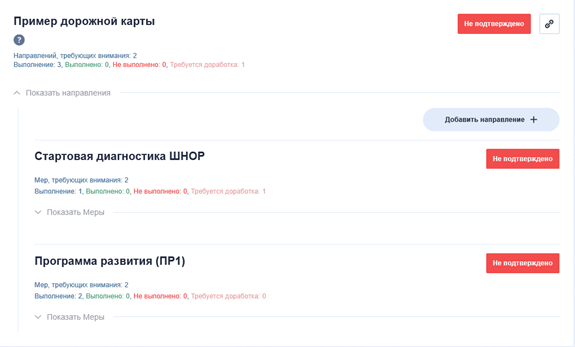 Пример дорожной карты
Не подтверждено
?
Направлений, требующих внимания: 2
Выполнение: 3, Выполнено: 0, Не выполнено: 0, Требуется доработка: 1
Показать направления
Добавить направление +
Стартовая диагностика ШНОР
Не подтверждено
Мер, требующих внимания: 2
Выполнение: 1, Выполнено: 0, Не выполнено: 0, Требуется доработка: 1
Показать Меры
Программа развития (ПР1)
Не подтверждено
Мер, требующих внимания: 2
Выполнение: 2, Выполнено: 0, Не выполнено: 0, Требуется доработка: 0
Показать Меры